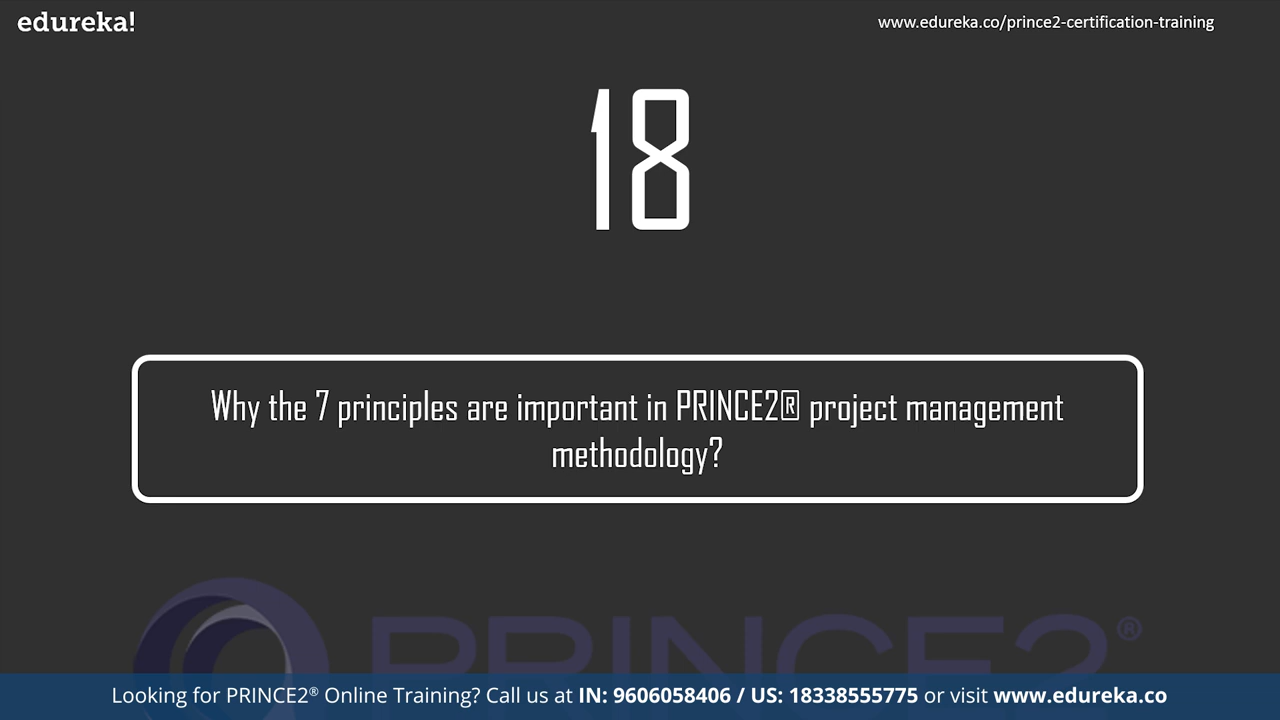 edureka!
www.edureka.co/prince2-certification-training
18
Why the 7 principles are important in PRINCE2® project management
methodology?
PRINCE2®
Looking for PRINCE2® Online Training? Call us at IN: 9606058406 / US: 18338555775 or visit www.edureka.co